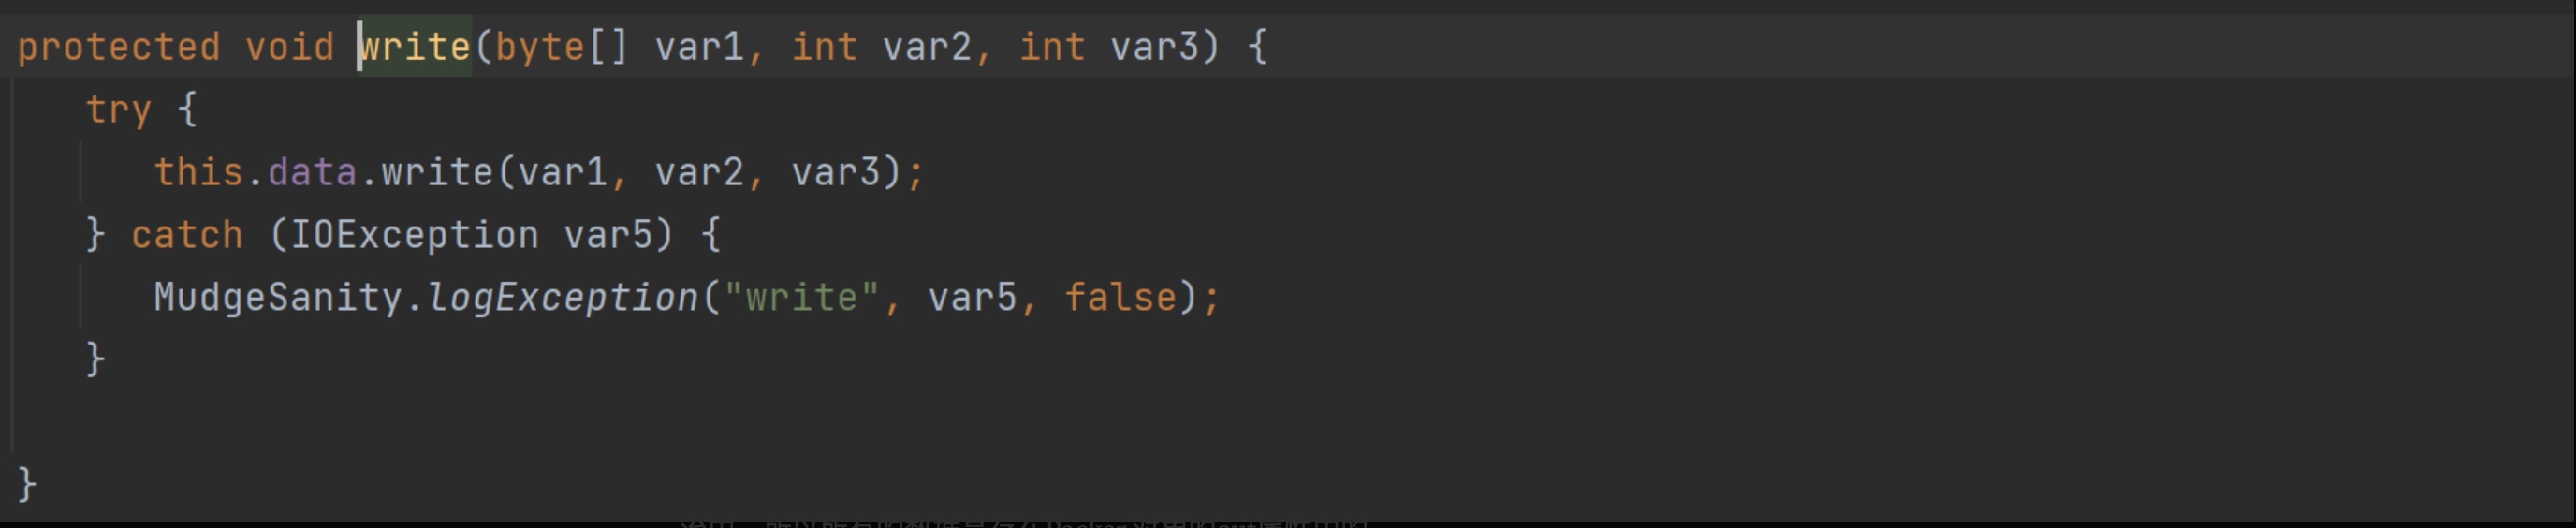 protected void write(byte[] var1, int var2, int var3) {
try {
this.data.write(var1, var2, var3);
} catch (IOException var5) {
MudgeSanity.logException("write", var5, false);
}
}